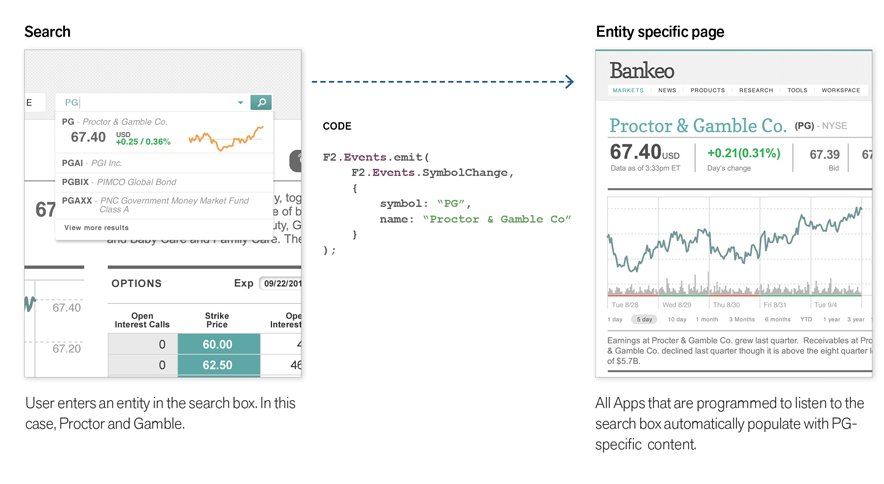 Search
E
PG
PG - Proctor & Gamble Co.
67.40
USD
+0.25 / 0.36%
PGAI - PGI Inc.
PGBIX - PIMCO Global Bond
PGAXX - PNC Government Money Market Fund
Class A
View more results
67
y, tog
e of b
uty, G
and Baby Care and Family Care. The
67.40
67.20
OPTIONS
Exp 09/22/201
Open
Interest Calls
Strike
Price
Ope
Interest
0 60.00 4
0 62.50 46
User enters an entity in the search box. In this
case, Proctor and Gamble.
CODE
F2.Events.emit(
F2.Events.SymbolChange,
{
symbol: “PG”,
name: “Proctor & Gamble Co”
}
);
Entity specific page
Bankeo
MARKETS NEWS PRODUCTS RESEARCH TOOLS WORKSPACE
Proctor & Gamble Co. (PG) - NYSE
67.40 USD
Data as of 3:33pm ET
+0.21(0.31%)
Day's change
67.39
Bid
67
Tue 8/28 Wed 8/29 Thu 8/30 Fri 8/31 Tue 9/4
1 day 5 day 10 day 1 month 3 Months 6 months YTD 1 year 3 year
Earnings at Procter & Gamble Co. grew last quarter. Receivables at Proc
& Gamble Co. declined last quarter though it is above the eight quarter l
of $5.7B.
All Apps that are programmed to listen to the
search box automatically populate with PG-
specific content.